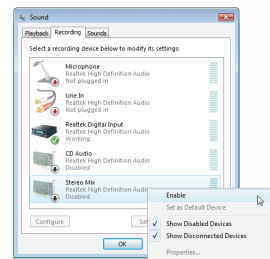 Sound
Playback Recording Sounds
Select a recording device below to modify its settings:
Microphone
Realtek High Definition Audio
Not plugged in
Line In
Realtek High Definition Audio
Not plugged in
Realtek Digital Input
Realtek High Definition Audio
Working
CD Audio
Realtek High Definition Audio
Disabled
Stereo Mix
Realtek High Definition Audio
Disabled
Enable
Set as Default Device
Show Disabled Devices
Show Disconnected Devices
Properties...
Configure
Set
OK